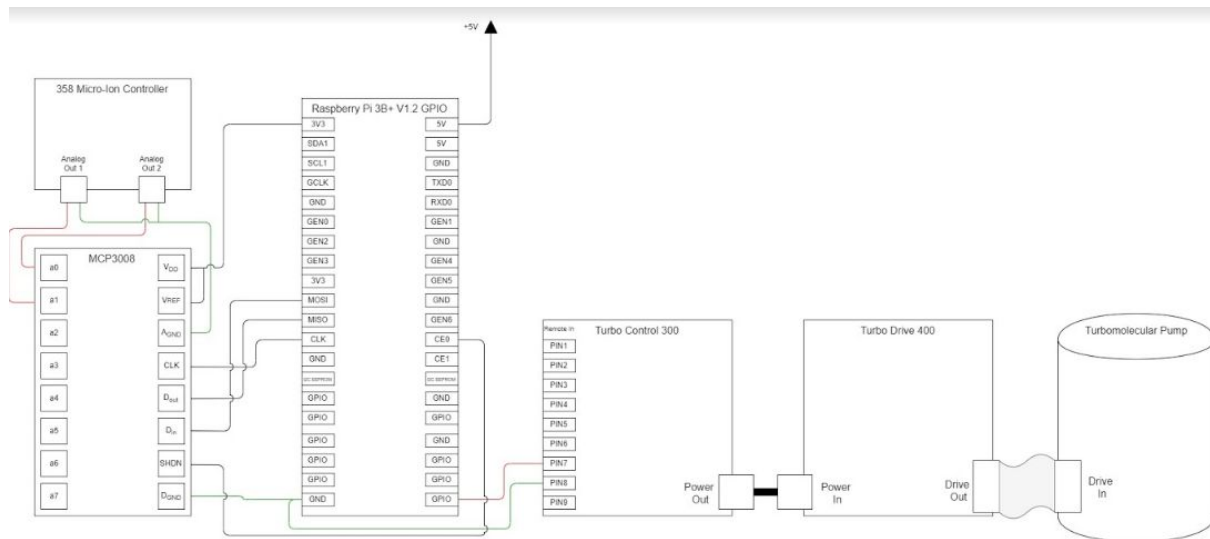 +5V
358 Micro-Ion Controller
Analog
Out 1
Analog
Out 2
MCP3008
a0
a1
a2
a3
a4
a5
a6
a7
VDD
VREF
AGND
CLK
Dout
Din
SHDN
DGND
Raspberry Pi 3B+ V1.2 GPIO
3V3
SDA1
SCL1
GCLK
GND
GEN0
GEN2
GEN3
3V3
MOSI
MISO
CLK
GND
I2C EEPROM
GPIO
GPIO
GPIO
GPIO
GPIO
GND
5V
5V
GND
TXD0
RXD0
GEN1
GND
GEN4
GEN5
GND
GEN6
CE0
CE1
I2C EEPROM
GND
GPIO
GND
GPIO
GPIO
GPIO
Remote In
Turbo Control 300
PIN1
PIN2
PIN3
PIN4
PIN5
PIN6
PIN7
PIN8
PIN9
Power
Out
Turbo Drive 400
Power
In
Drive
Out
Turbomolecular Pump
Drive
In